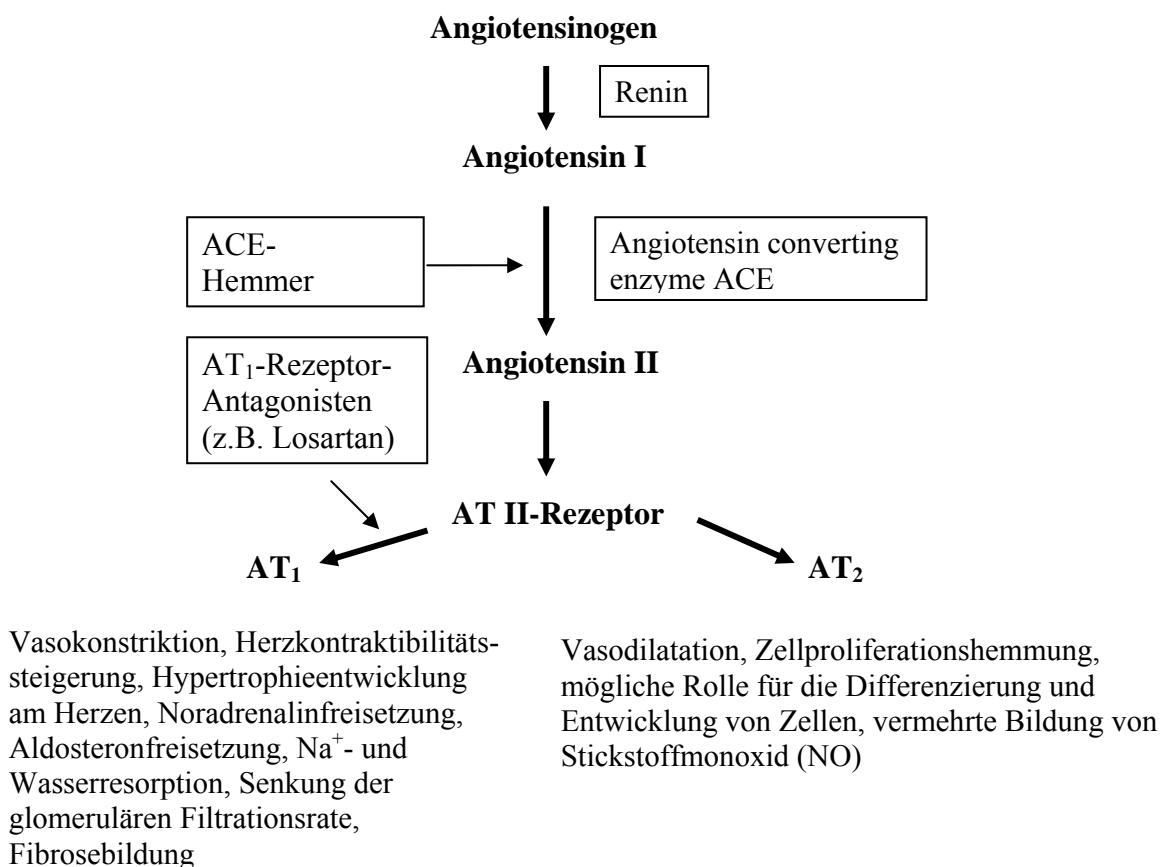 Angiotensinogen
Renin
Angiotensin I
ACE-
Hemmer
Angiotensin converting
enzyme ACE
AT₁-Rezeptor-
Antagonisten
(z.B. Losartan)
Angiotensin II
AT II-Rezeptor
AT₁
AT₂
Vasokonstriktion, Herzkontraktibilitäts-
steigerung, Hypertrophieentwicklung
am Herzen, Noradrenalinfreisetzung,
Aldosteronfreisetzung, Na⁺- und
Wasserresorption, Senkung der
glomerulären Filtrationsrate,
Fibrosebildung
Vasodilatation, Zellproliferationshemmung,
mögliche Rolle für die Differenzierung und
Entwicklung von Zellen, vermehrte Bildung von
Stickstoffmonoxid (NO)